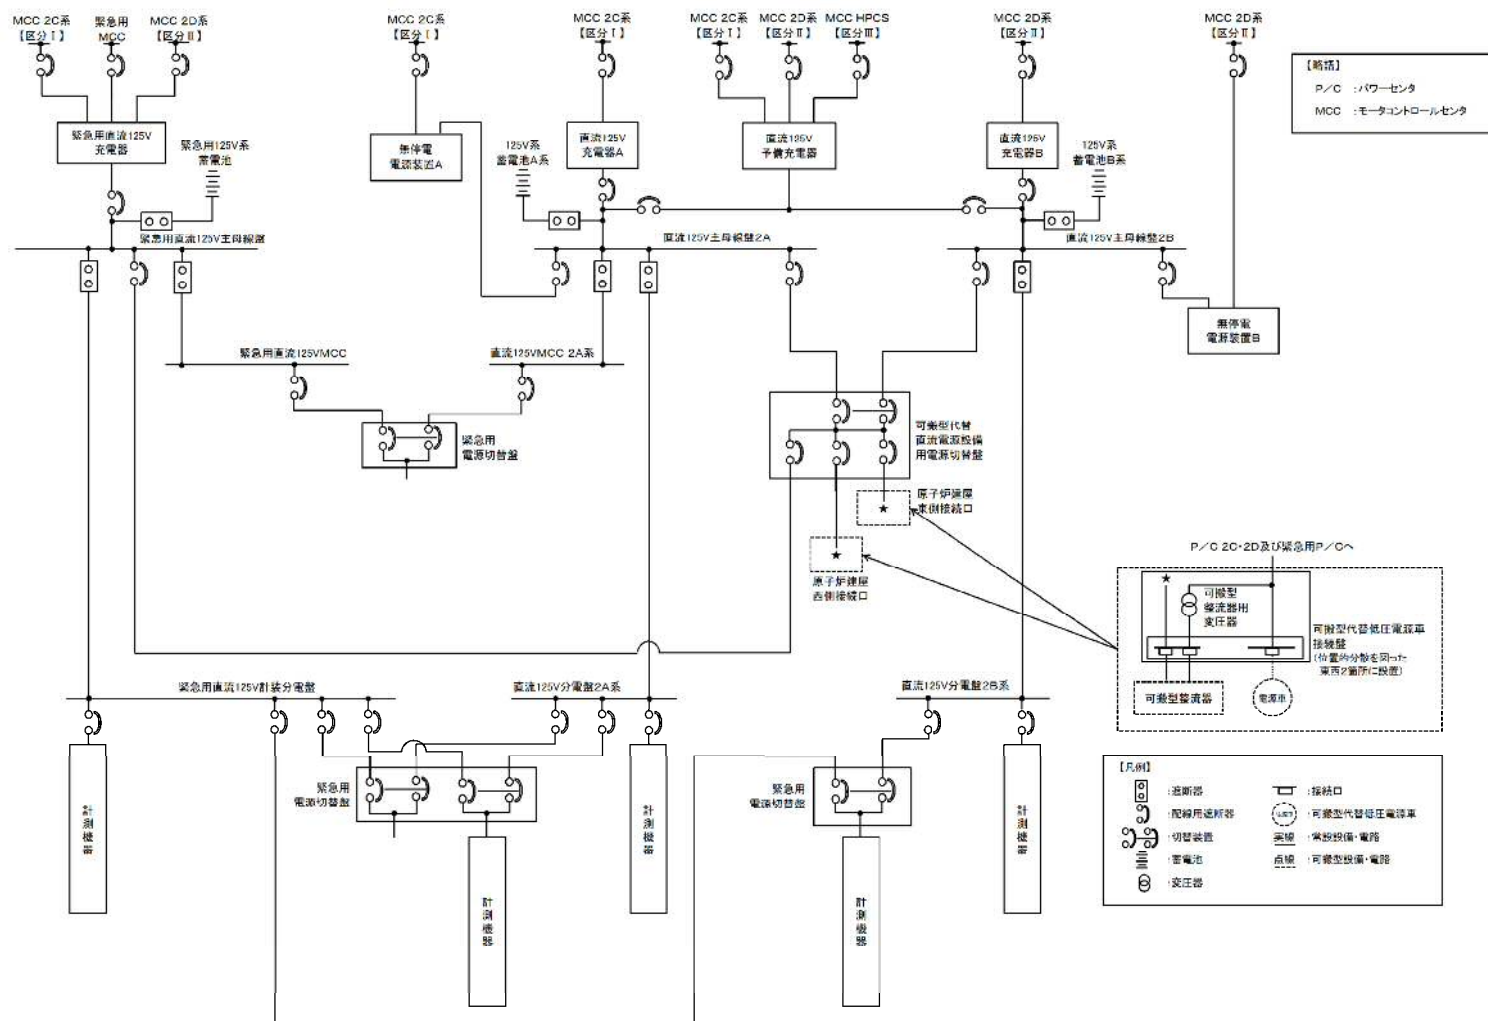 MCC 2C系
【区分Ⅰ】
緊急用
MCC
MCC 2D系
【区分Ⅱ】
MCC 2C系
【区分Ⅰ】
MCC 2C系
【区分Ⅰ】
MCC 2C系
【区分Ⅰ】
MCC 2D系
【区分Ⅱ】
MCC HPCS
【区分Ⅲ】
MCC 2D系
【区分Ⅱ】
MCC 2D系
【区分Ⅱ】
【略語】
P/C :パワーセンタ
MCC :モータコントロールセンタ
緊急用直流125V
充電器
緊急用125V系
蓄電池
無停電
電源装置A
125V系
蓄電池A系
直流125V
充電器A
直流125V
予備充電器
直流125V
充電器B
125V系
蓄電池B系
緊急用直流125V主母線盤
直流125V主母線盤2A
直流125V主母線盤2B
無停電
電源装置B
緊急用直流125VMCC
直流125VMCC 2A系
緊急用
電源切替盤
可搬型代替
直流電源設備
用電源切替盤
原子炉建屋
東側接続口
★
★
原子炉建屋
西側接続口
P/C 2C・2D及び緊急用P/Cへ
★
可搬型
整流器用
変圧器
可搬型代替低圧電源車
接続盤
(位置的分散を図った
東西2箇所に設置)
可搬型整流器
電源車
緊急用直流125V計装分電盤
直流125V分電盤2A系
直流125V分電盤2B系
緊急用
電源切替盤
緊急用
電源切替盤
計測機器
計測機器
計測機器
計測機器
計測機器
【凡例】
:遮断器
:配線用遮断器
:切替装置
:蓄電池
:変圧器
:接続口
:可搬型代替低圧電源車
実線 :常設設備・電路
点線 :可搬型設備・電路